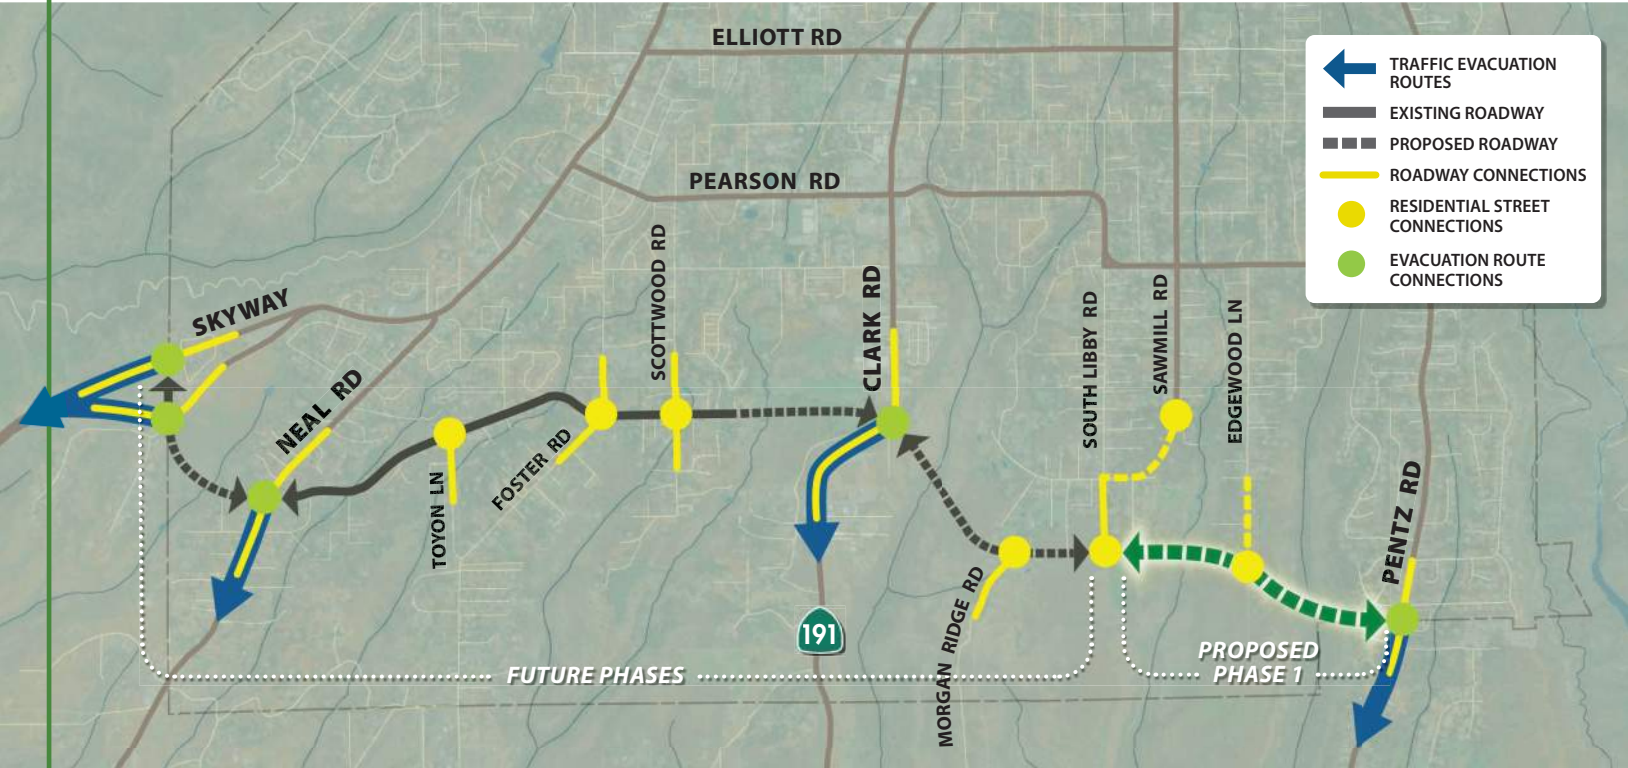 ELLIOTT RD
TRAFFIC EVACUATION
ROUTES
EXISTING ROADWAY
PROPOSED ROADWAY
ROADWAY CONNECTIONS
RESIDENTIAL STREET
CONNECTIONS
EVACUATION ROUTE
CONNECTIONS
PEARSON RD
SKYWAY
NEAL RD
TOYON LN
FOSTER RD
SCOTTWOOD RD
CLARK RD
SOUTH LIBBY RD
SAWMILL RD
EDGEWOOD LN
PENTZ RD
MORGAN RIDGE RD
191
FUTURE PHASES
PROPOSED
PHASE 1